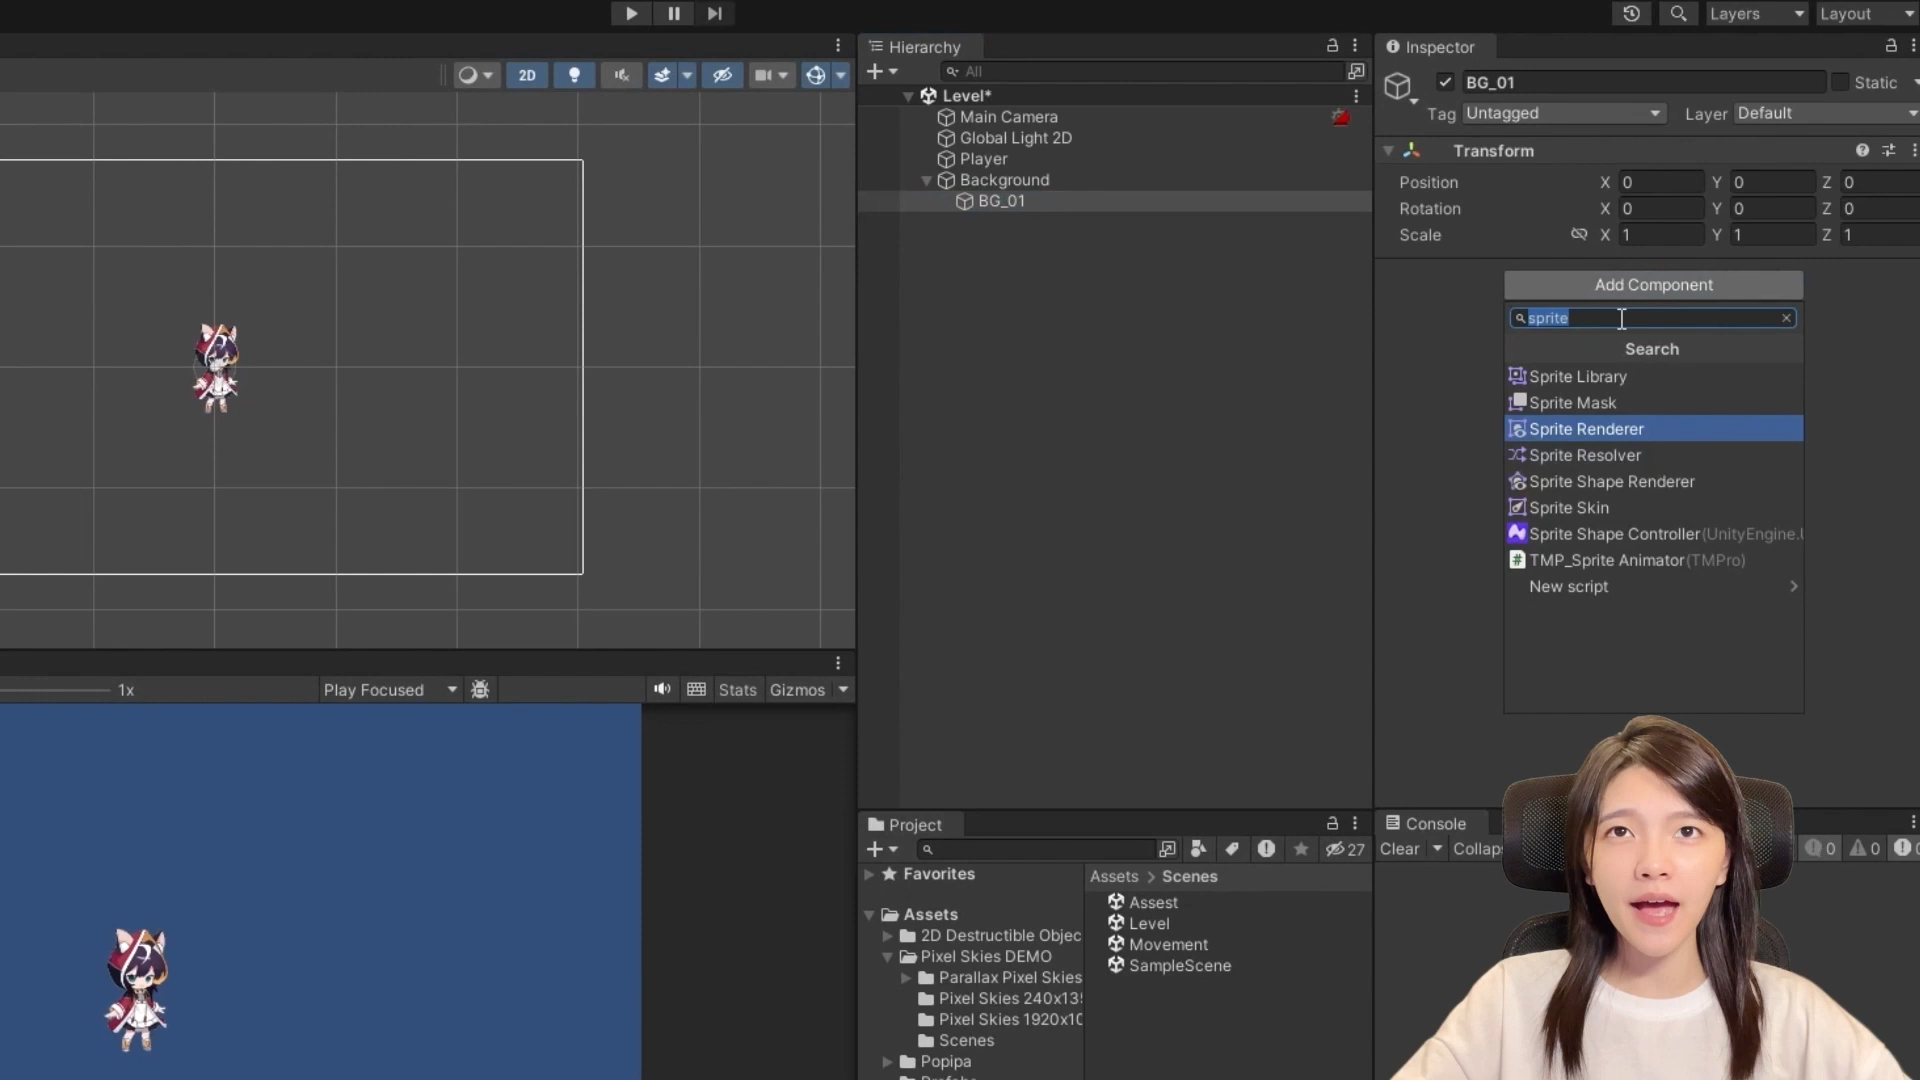 Layers
Layout
Hierarchy
All
Level*
Main Camera
Global Light 2D
Player
Background
BG_01
2D
1x
Play Focused
Stats
Gizmos
Inspector
BG_01
Static
Tag
Untagged
Layer
Default
Transform
Position X 0 Y 0 Z 0
Rotation X 0 Y 0 Z 0
Scale X 1 Y 1 Z 1
Add Component
sprite
Search
Sprite Library
Sprite Mask
Sprite Renderer
Sprite Resolver
Sprite Shape Renderer
Sprite Skin
Sprite Shape Controller (UnityEngine.
TMP_Sprite Animator (TMPro)
New script
Project
27
Favorites
Assets
2D Destructible Objec
Pixel Skies DEMO
Parallax Pixel Skies
Pixel Skies 240x13
Pixel Skies 1920x10
Scenes
Popipa
Assets > Scenes
Assest
Level
Movement
SampleScene
Console
Clear
Collaps
0
0